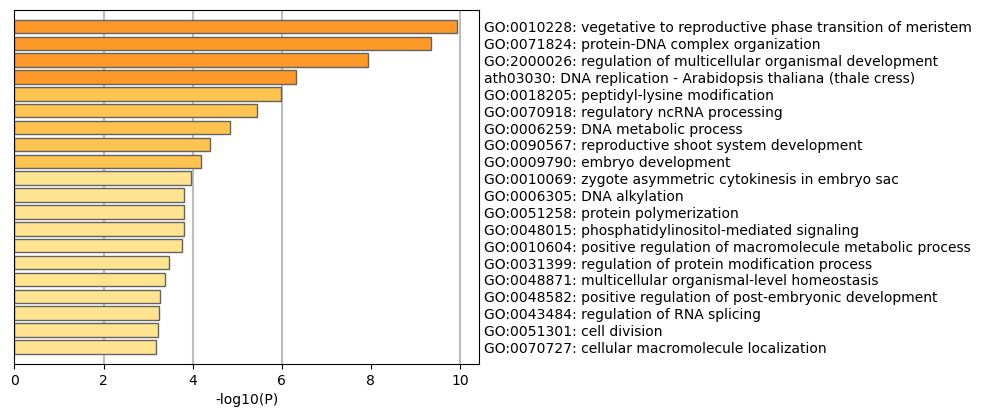 GO:0010228: vegetative to reproductive phase transition of meristem
GO:0071824: protein-DNA complex organization
GO:2000026: regulation of multicellular organismal development
ath03030: DNA replication - Arabidopsis thaliana (thale cress)
GO:0018205: peptidyl-lysine modification
GO:0070918: regulatory ncRNA processing
GO:0006259: DNA metabolic process
GO:0090567: reproductive shoot system development
GO:0009790: embryo development
GO:0010069: zygote asymmetric cytokinesis in embryo sac
GO:0006305: DNA alkylation
GO:0051258: protein polymerization
GO:0048015: phosphatidylinositol-mediated signaling
GO:0010604: positive regulation of macromolecule metabolic process
GO:0031399: regulation of protein modification process
GO:0048871: multicellular organismal-level homeostasis
GO:0048582: positive regulation of post-embryonic development
GO:0043484: regulation of RNA splicing
GO:0051301: cell division
GO:0070727: cellular macromolecule localization
0 2 4 6 8 10
-log10(P)